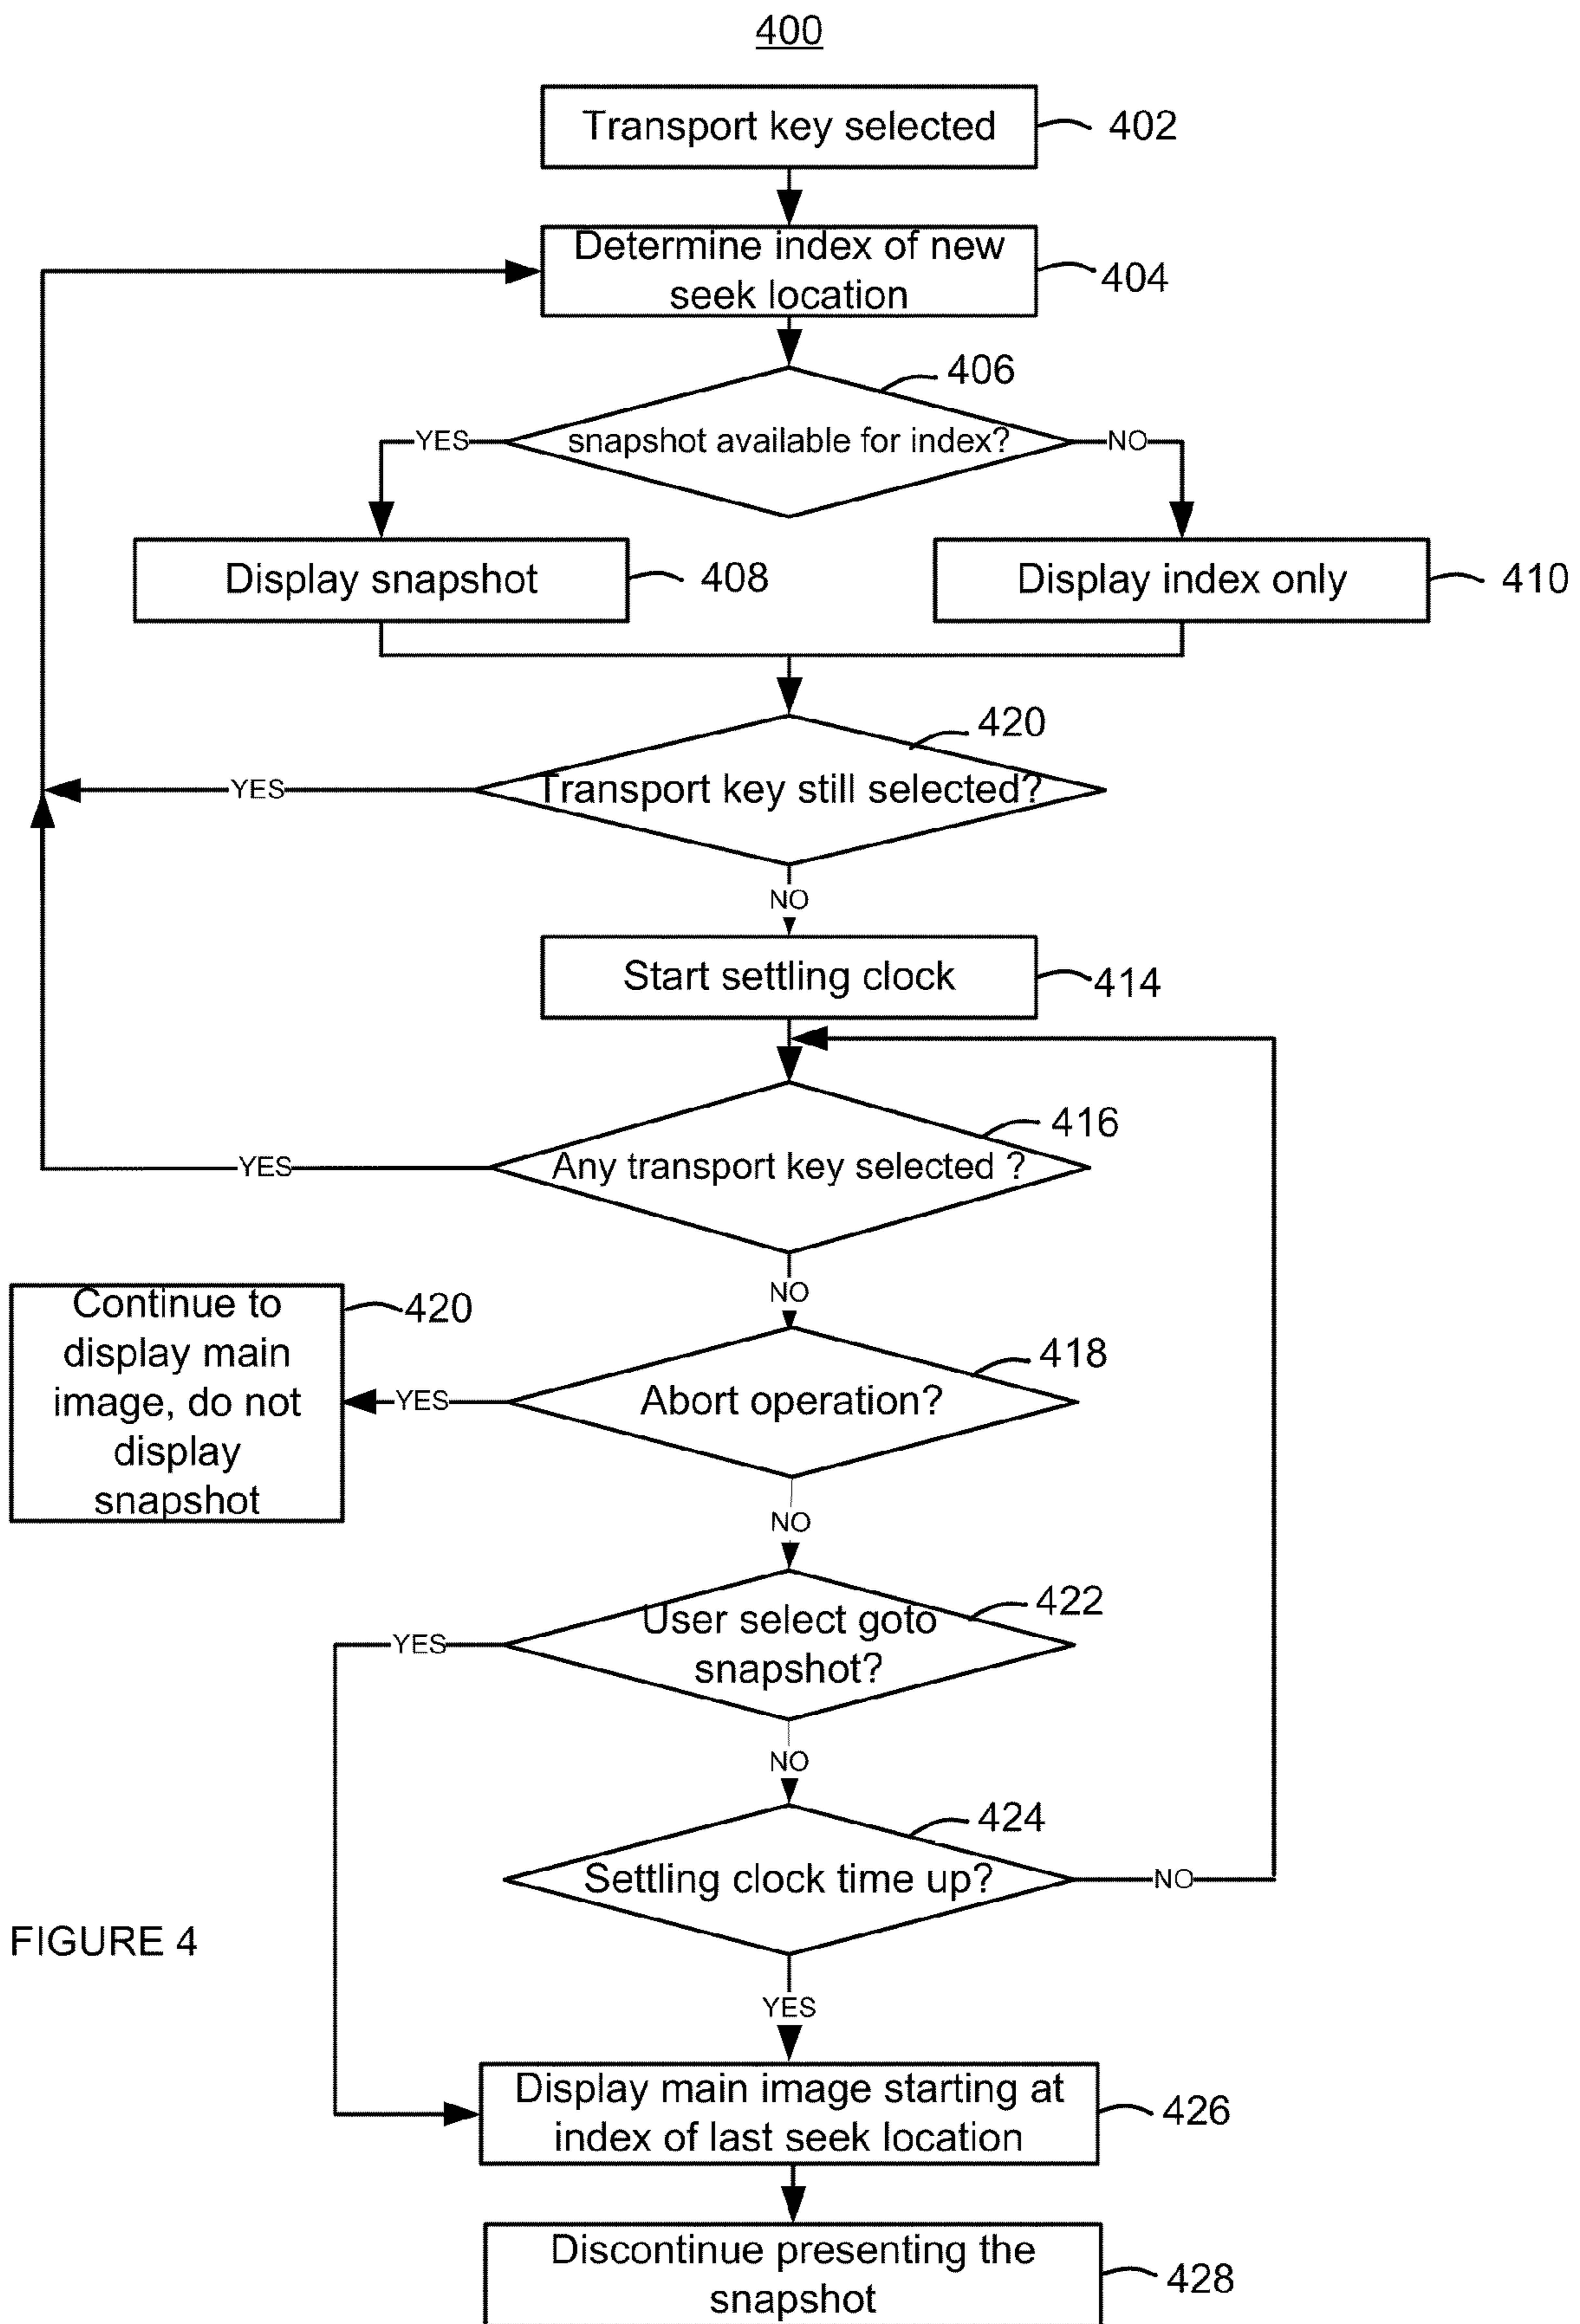 400
Transport key selected
402
Determine index of new
seek location
404
406
YES
snapshot available for index?
NO
Display snapshot
408
Display index only
410
420
YES
Transport key still selected?
NO
Start settling clock
414
416
YES
Any transport key selected ?
NO
Continue to
display main
image, do not
display
snapshot
420
418
YES
Abort operation?
NO
422
YES
User select goto
snapshot?
NO
424
Settling clock time up?
NO
FIGURE 4
YES
Display main image starting at
index of last seek location
426
Discontinue presenting the
snapshot
428